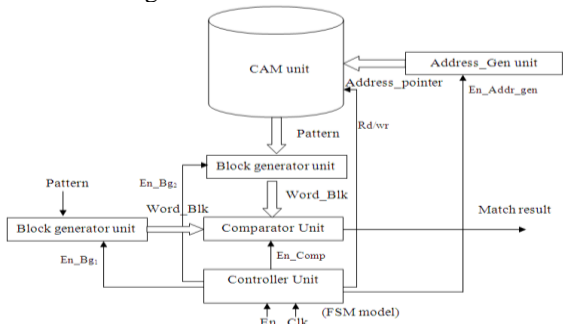 CAM unit
Address_Gen unit
Address_pointer
En_Addr_gen
Rd/wr
Pattern
En_Bg2
Block generator unit
Pattern
Word_Blk
Word_Blk
Match result
Block generator unit
Comparator Unit
En_Bg1
En_Comp
Controller Unit
(FSM model)
En Clk